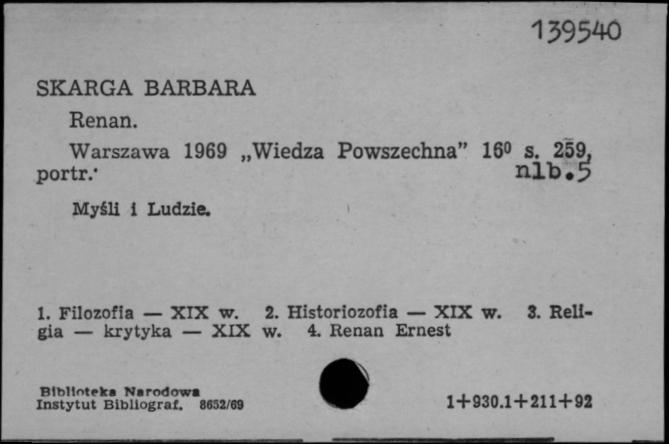 139540
SKARGA BARBARA
Renan.
Warszawa 1969 „Wiedza Powszechna” 16⁰ s. 259,
portr.· nlb.5
Myśli i Ludzie.
1. Filozofia — XIX w. 2. Historiozofia — XIX w. 3. Reli-
gia — krytyka — XIX w. 4. Renan Ernest
Biblioteka Narodowa
Instytut Bibliograf. 8652/69
1+930.1+211+92